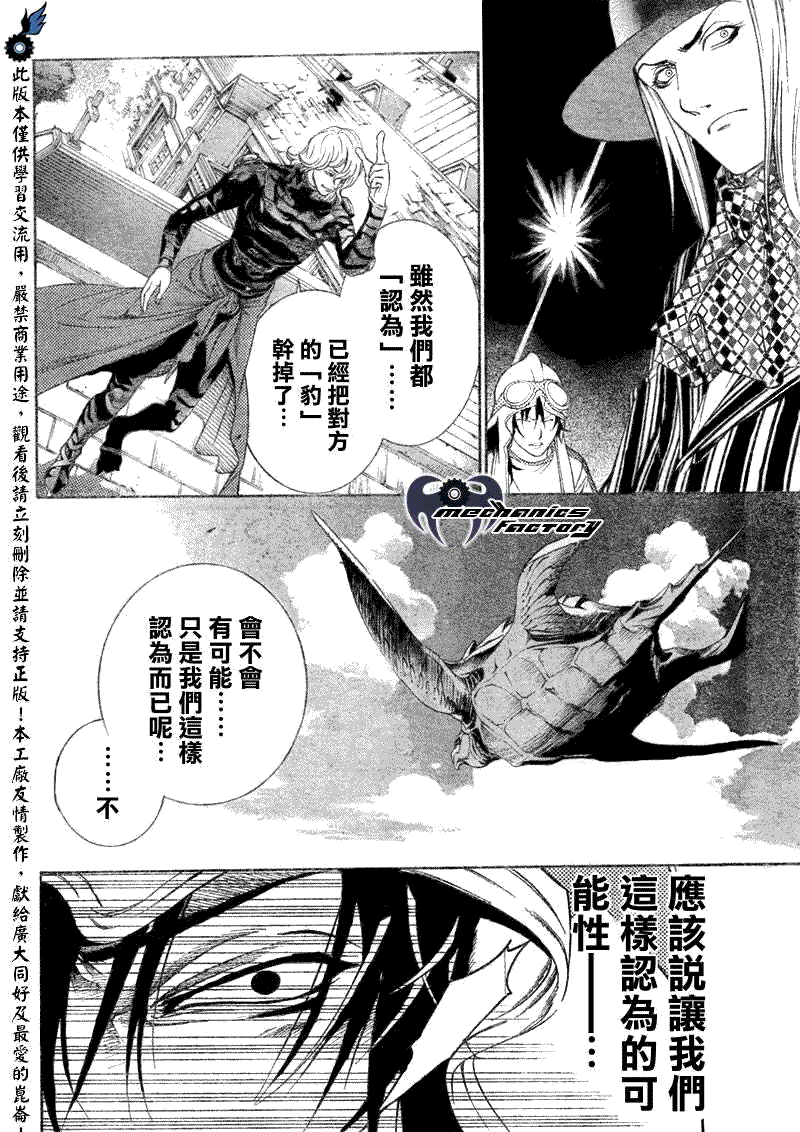 雖然我們都
「認為」……
已經把對方
的「豹」
幹掉了…
mechanics
Factory
會不會
有可能……
只是我們這樣
認為而已呢…
……不
應該說讓我們
這樣認為的可
能性──…
此版本僅供學習交流用，嚴禁商業用途，觀看後請立刻刪除並請支持正版！本工廠友情製作，獻給廣大同好及最愛的崑崙！